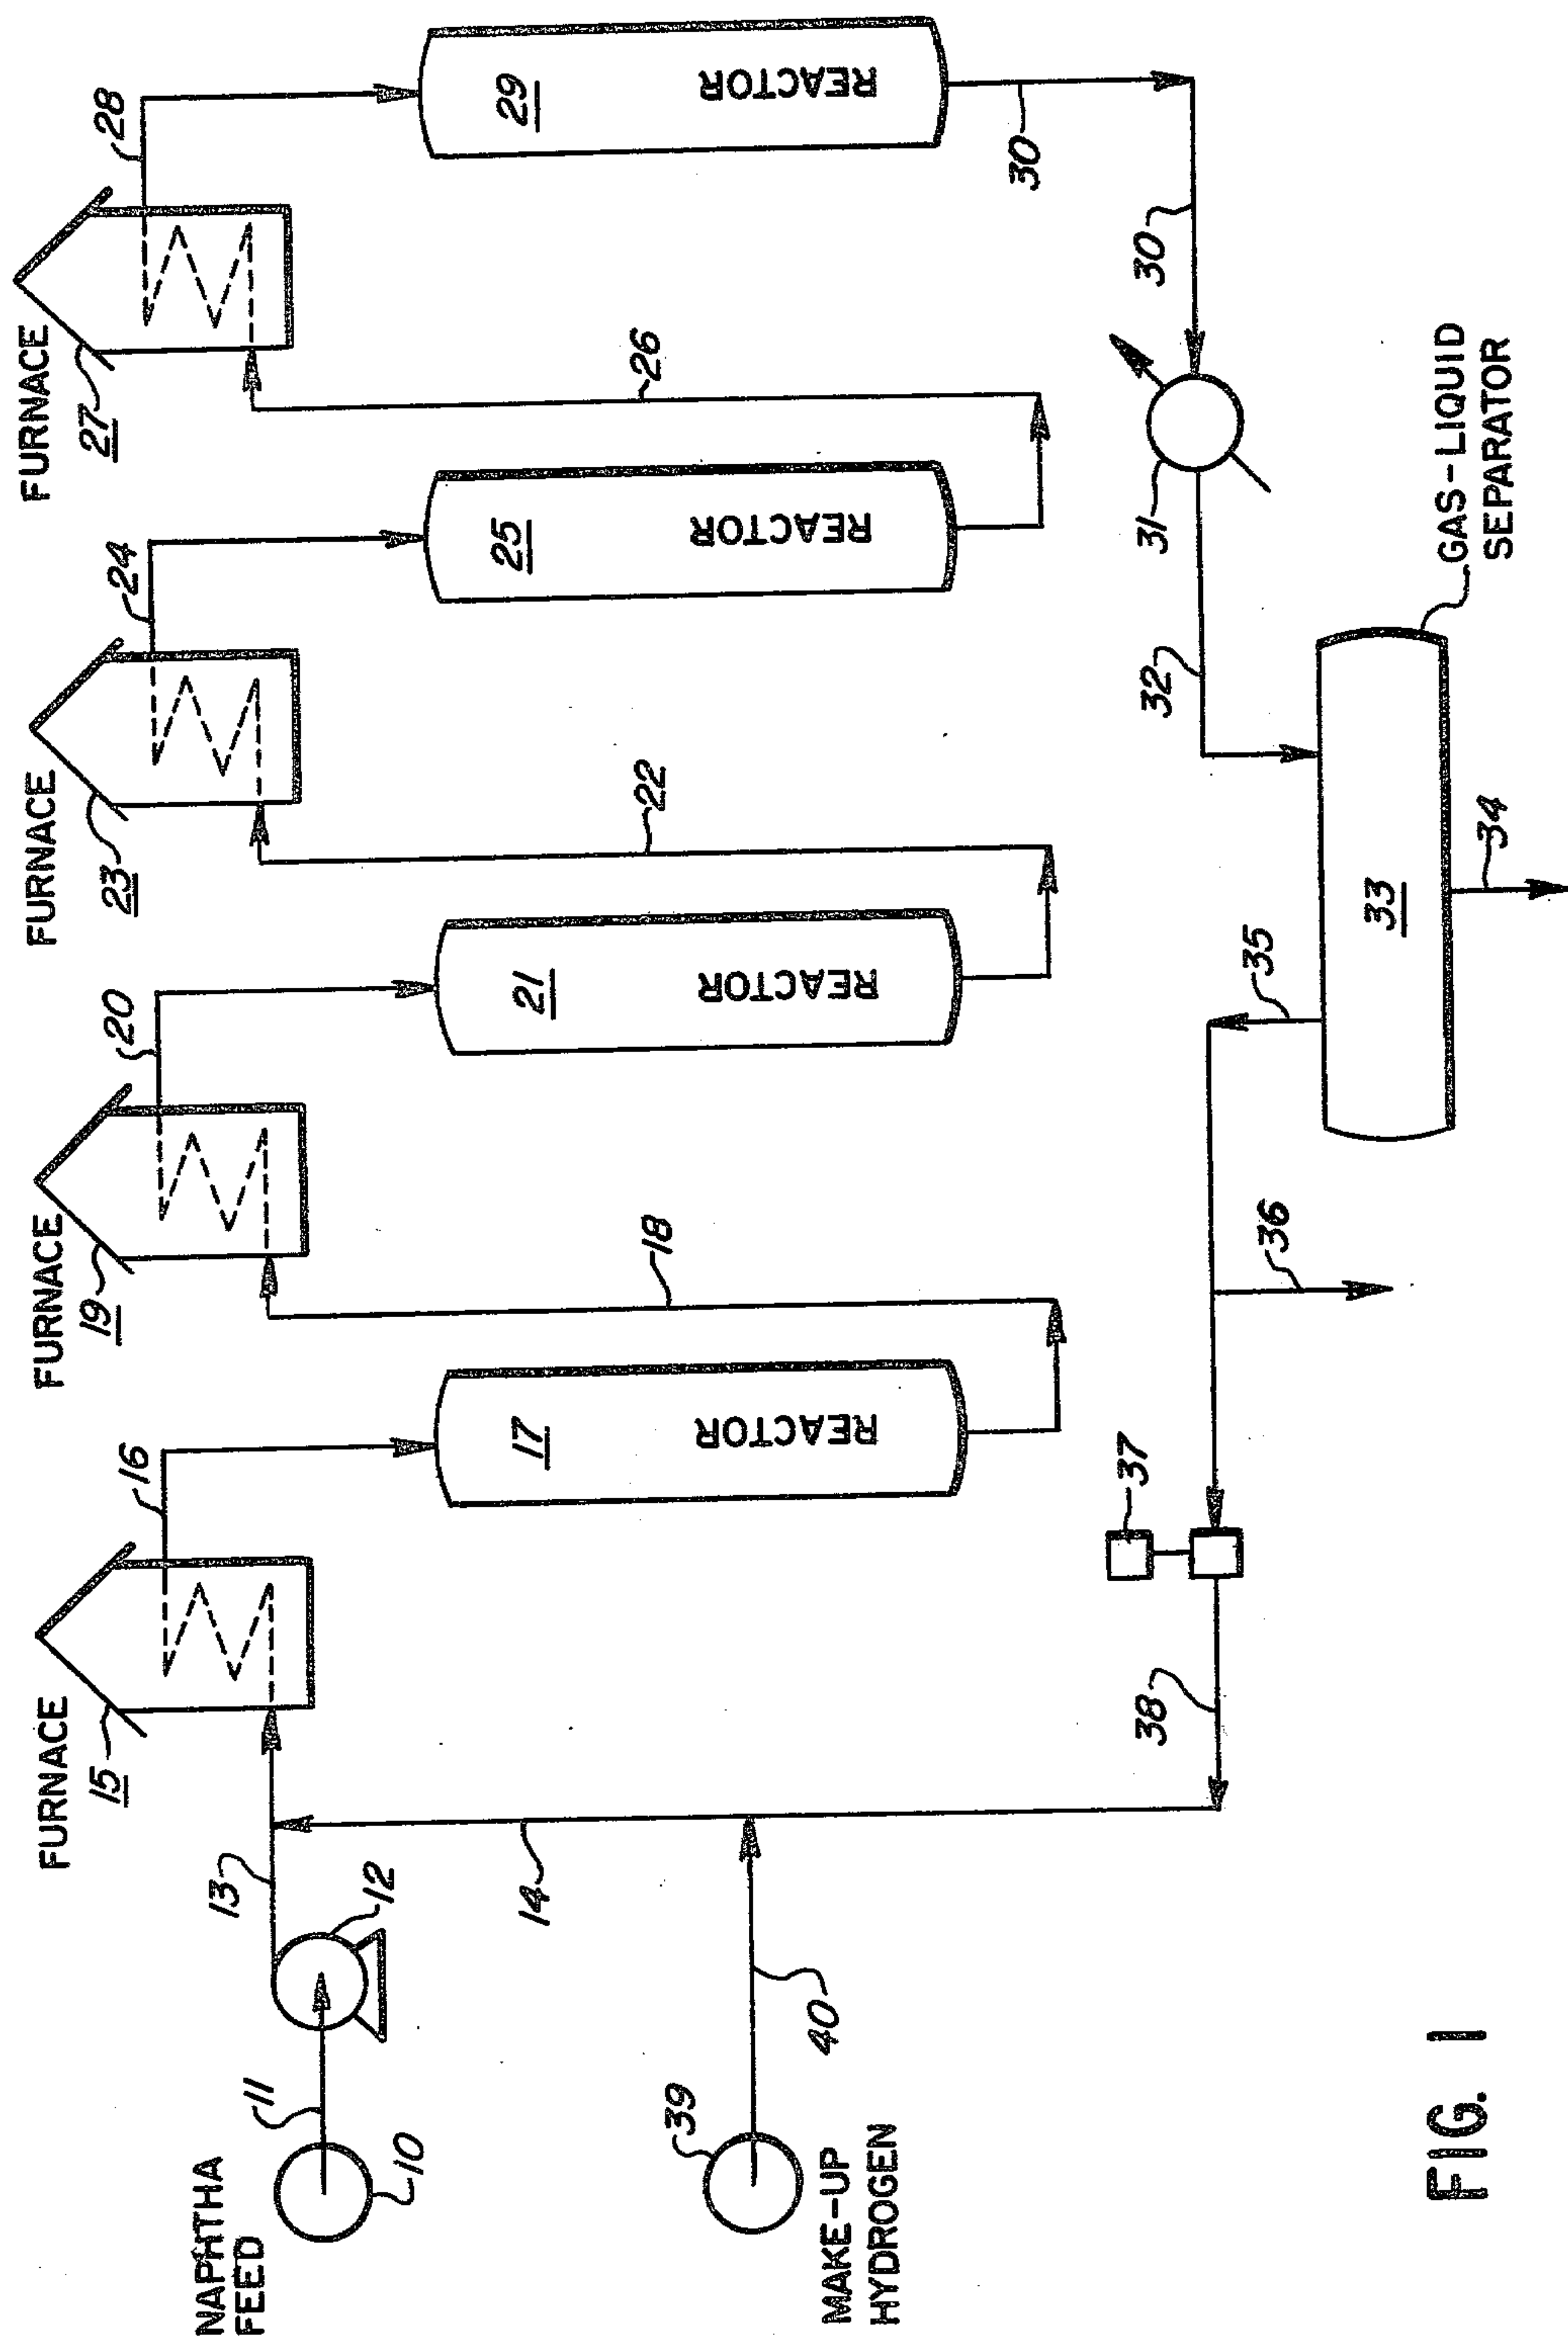 FURNACE
15
16
FURNACE
19
20
FURNACE
23
24
FURNACE
27
28
NAPHTHA
FEED
10
11
12
13
14
17
REACTOR
18
21
REACTOR
22
25
REACTOR
26
29
REACTOR
30
30
31
32
MAKE-UP
HYDROGEN
39
40
38
37
36
35
33
34
GAS-LIQUID
SEPARATOR
FIG. 1